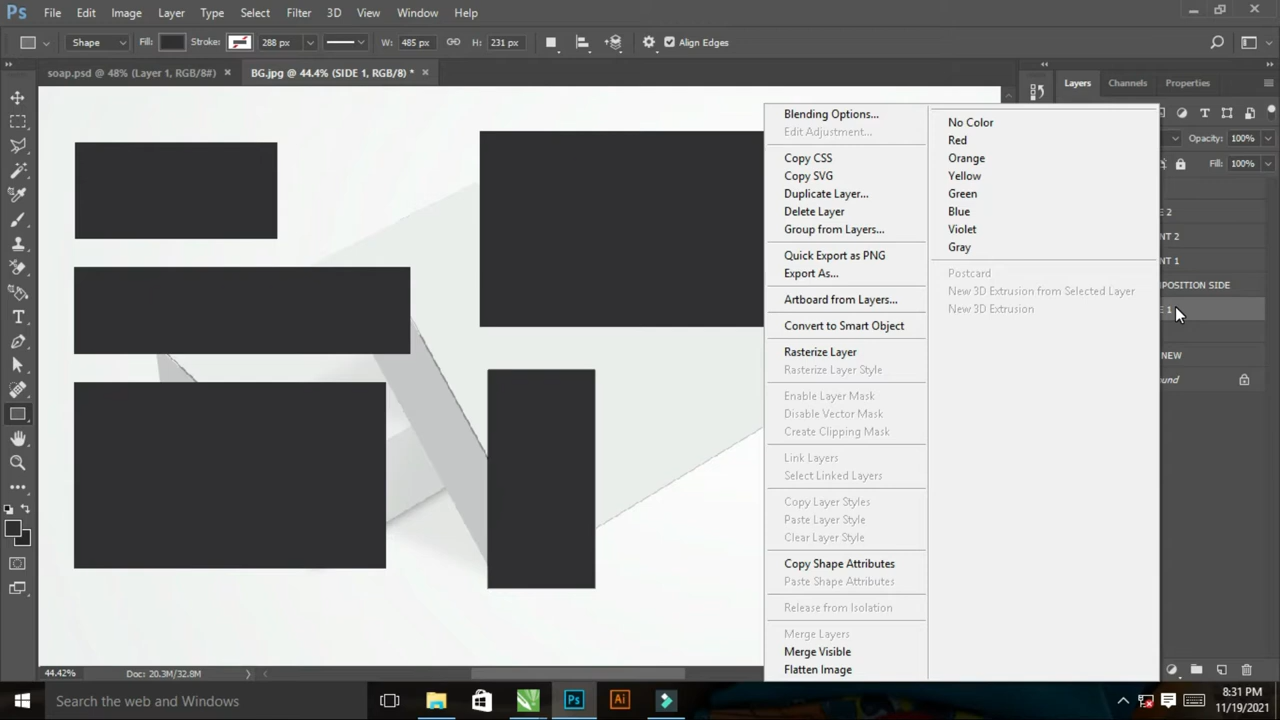 Ps File Edit Image Layer Type Select Filter 3D View Window Help
Shape Fill: Stroke: 288 px W: 485 px H: 231 px Align Edges
soap.psd @ 48% (Layer 1, RGB/8#) × BG.jpg @ 44.4% (SIDE 1, RGB/8) * ×
Layers Channels Properties
Opacity: 100%
Fill: 100%
E 2
NT 2
NT 1
POSITION SIDE
E 1
NEW
ound
Blending Options...
Edit Adjustment...
Copy CSS
Copy SVG
Duplicate Layer...
Delete Layer
Group from Layers...
Quick Export as PNG
Export As...
Artboard from Layers...
Convert to Smart Object
Rasterize Layer
Rasterize Layer Style
Enable Layer Mask
Disable Vector Mask
Create Clipping Mask
Link Layers
Select Linked Layers
Copy Layer Styles
Paste Layer Style
Clear Layer Style
Copy Shape Attributes
Paste Shape Attributes
Release from Isolation
Merge Layers
Merge Visible
Flatten Image
No Color
Red
Orange
Yellow
Green
Blue
Violet
Gray
Postcard
New 3D Extrusion from Selected Layer
New 3D Extrusion
44.42% Doc: 20.3M/32.8M
Search the web and Windows
Ps Ai
8:31 PM
11/19/2021